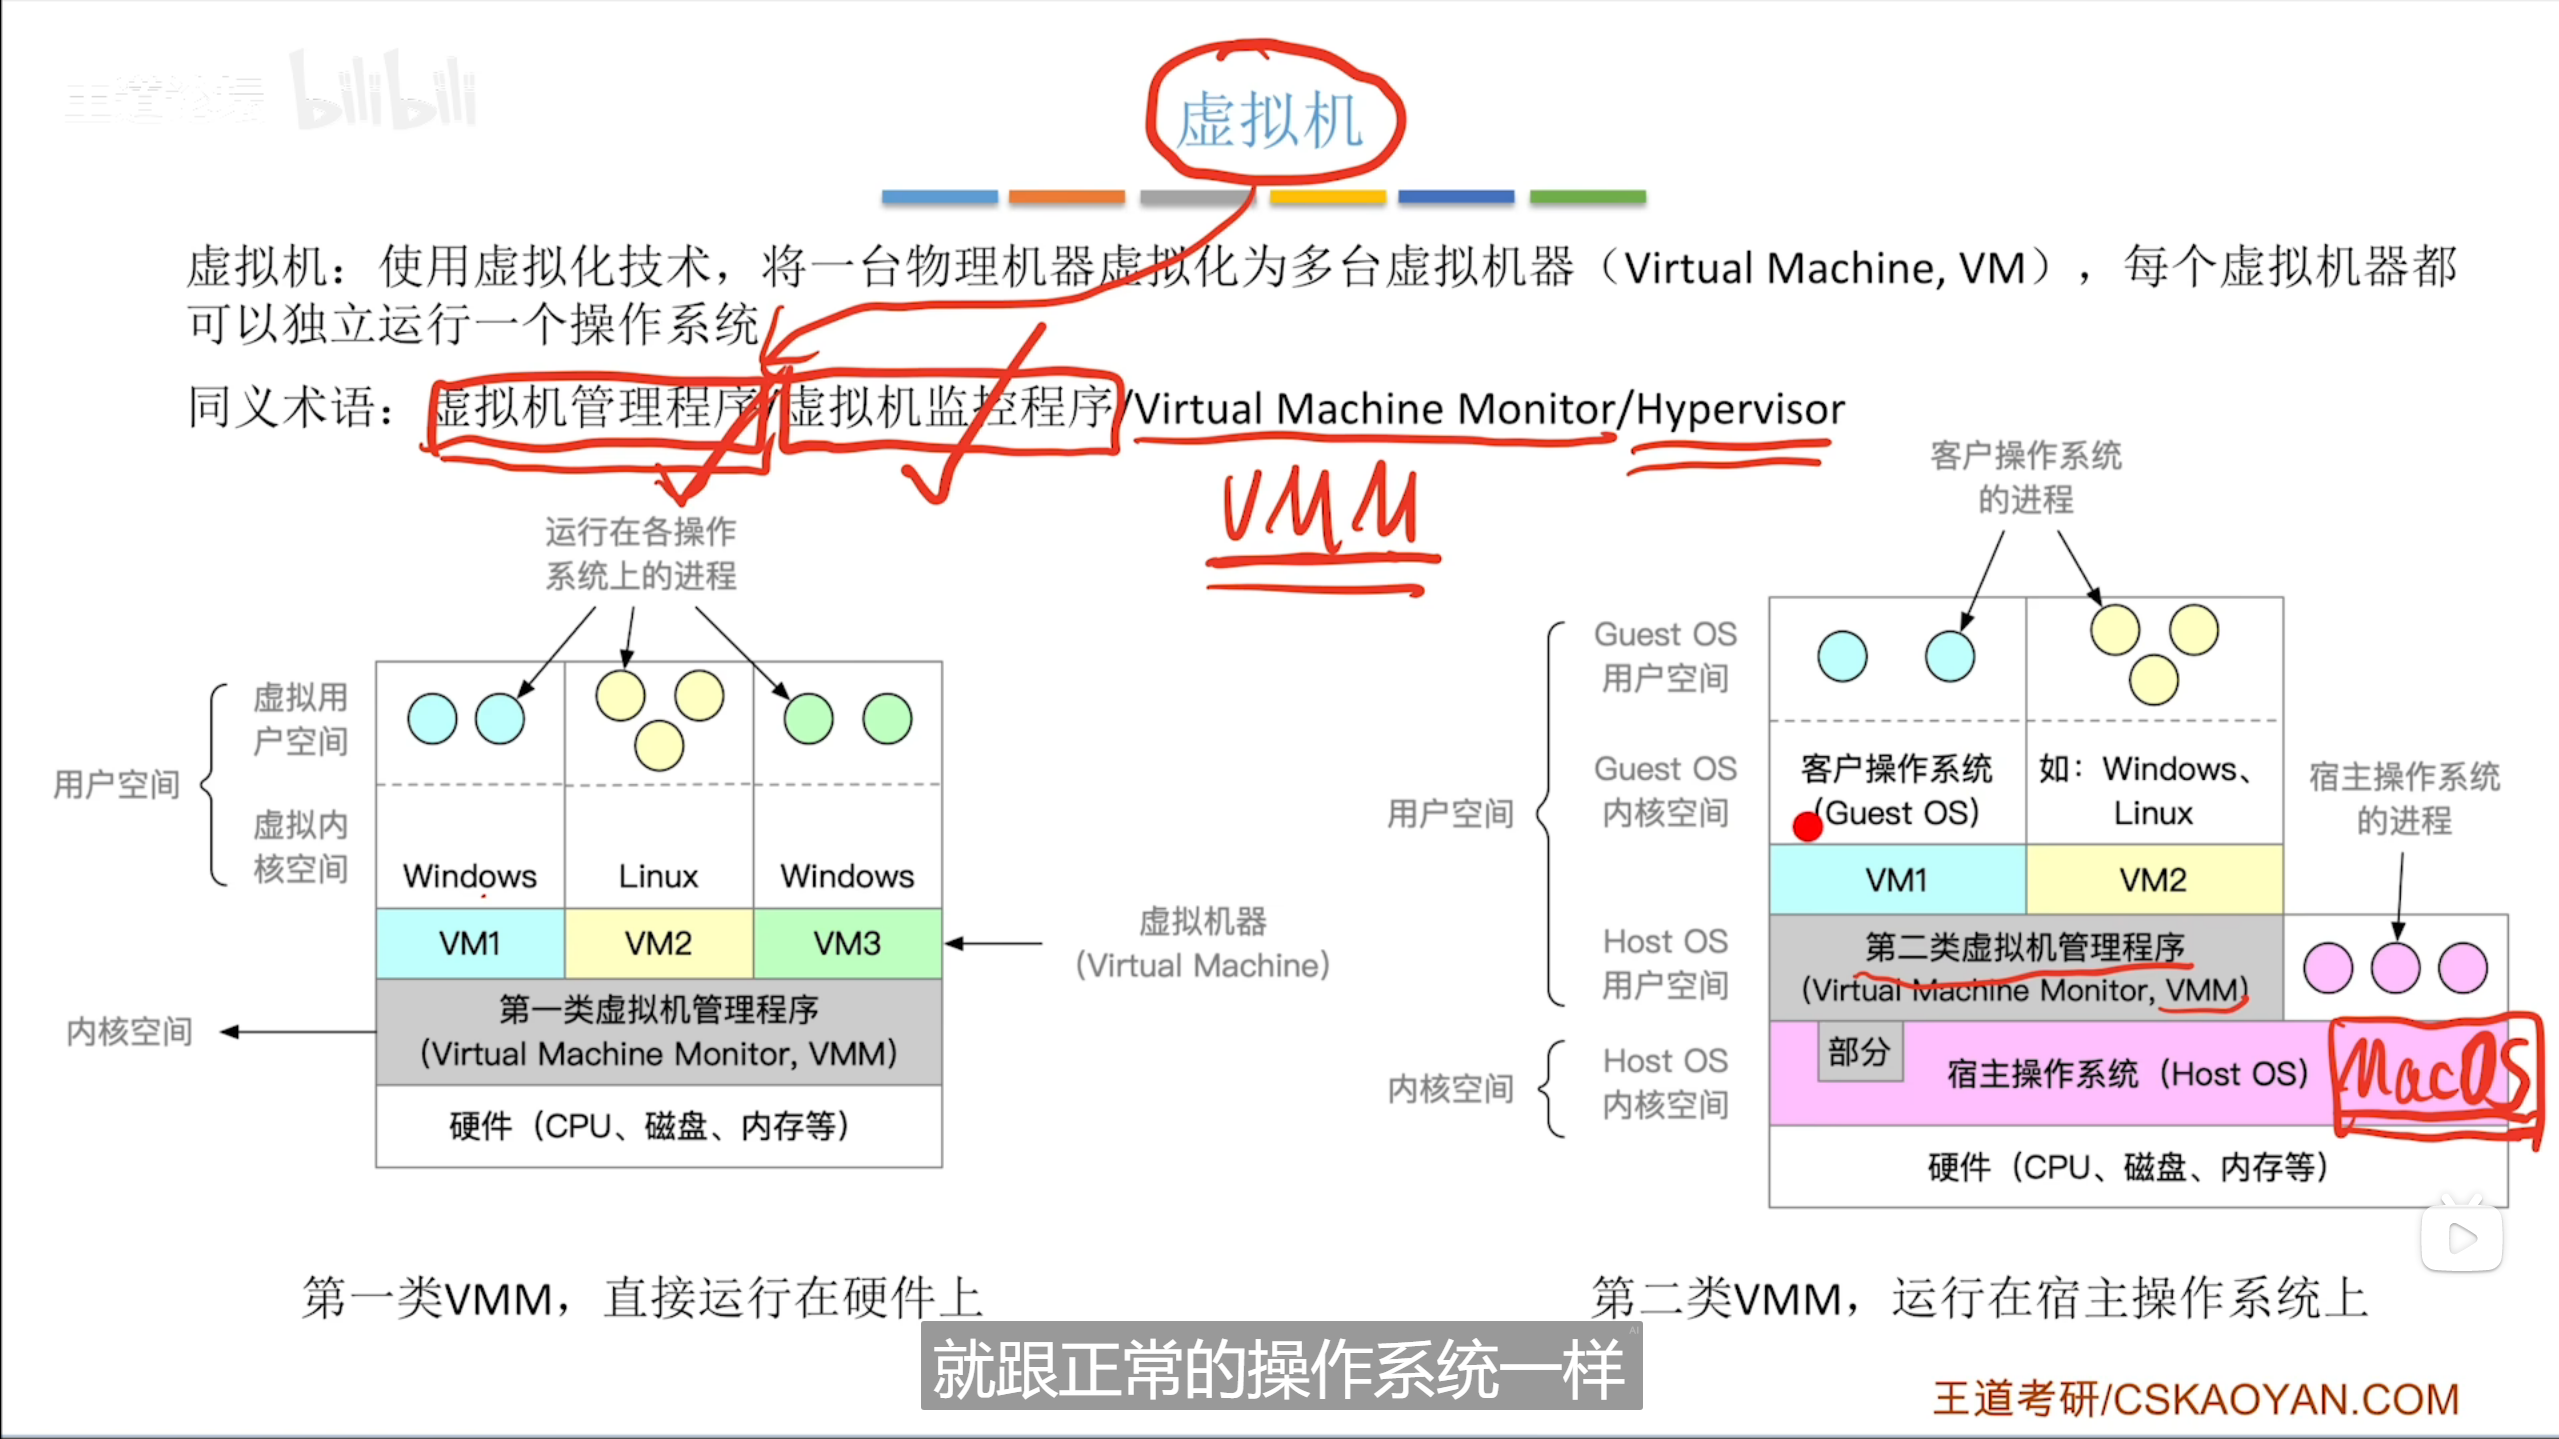 王道论坛 bilibili
虚拟机
虚拟机：使用虚拟化技术，将一台物理机器虚拟化为多台虚拟机器（Virtual Machine, VM），每个虚拟机器都
可以独立运行一个操作系统
同义术语：虚拟机管理程序/虚拟机监控程序/Virtual Machine Monitor/Hypervisor
VMM
运行在各操作
系统上的进程
用户空间
虚拟用
户空间
虚拟内
核空间
Windows
Linux
Windows
VM1
VM2
VM3
虚拟机器
(Virtual Machine)
内核空间
第一类虚拟机管理程序
(Virtual Machine Monitor, VMM)
硬件（CPU、磁盘、内存等）
第一类VMM，直接运行在硬件上
客户操作系统
的进程
用户空间
Guest OS
用户空间
Guest OS
内核空间
Host OS
用户空间
客户操作系统
(Guest OS)
如：Windows、
Linux
VM1
VM2
宿主操作系统
的进程
第二类虚拟机管理程序
(Virtual Machine Monitor, VMM)
内核空间
Host OS
内核空间
部分
宿主操作系统（Host OS）
MacOS
硬件（CPU、磁盘、内存等）
第二类VMM，运行在宿主操作系统上
就跟正常的操作系统一样
AI
王道考研/CSKAOYAN.COM